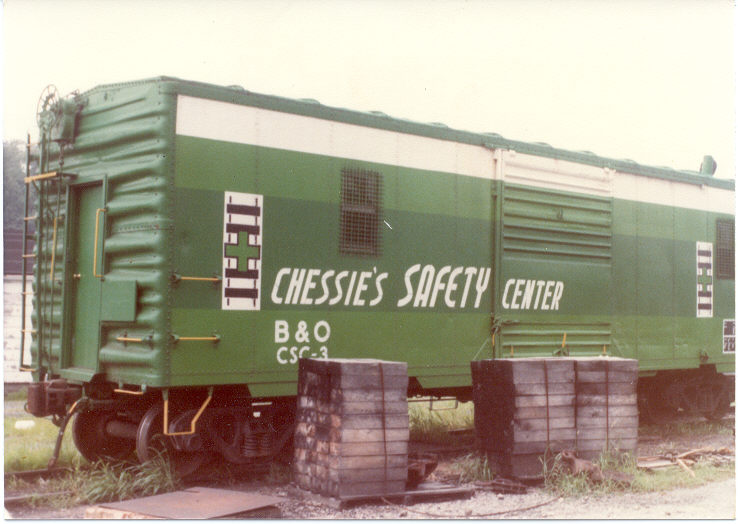 CHESSIE'S SAFETY CENTER
B & O
CSC-3